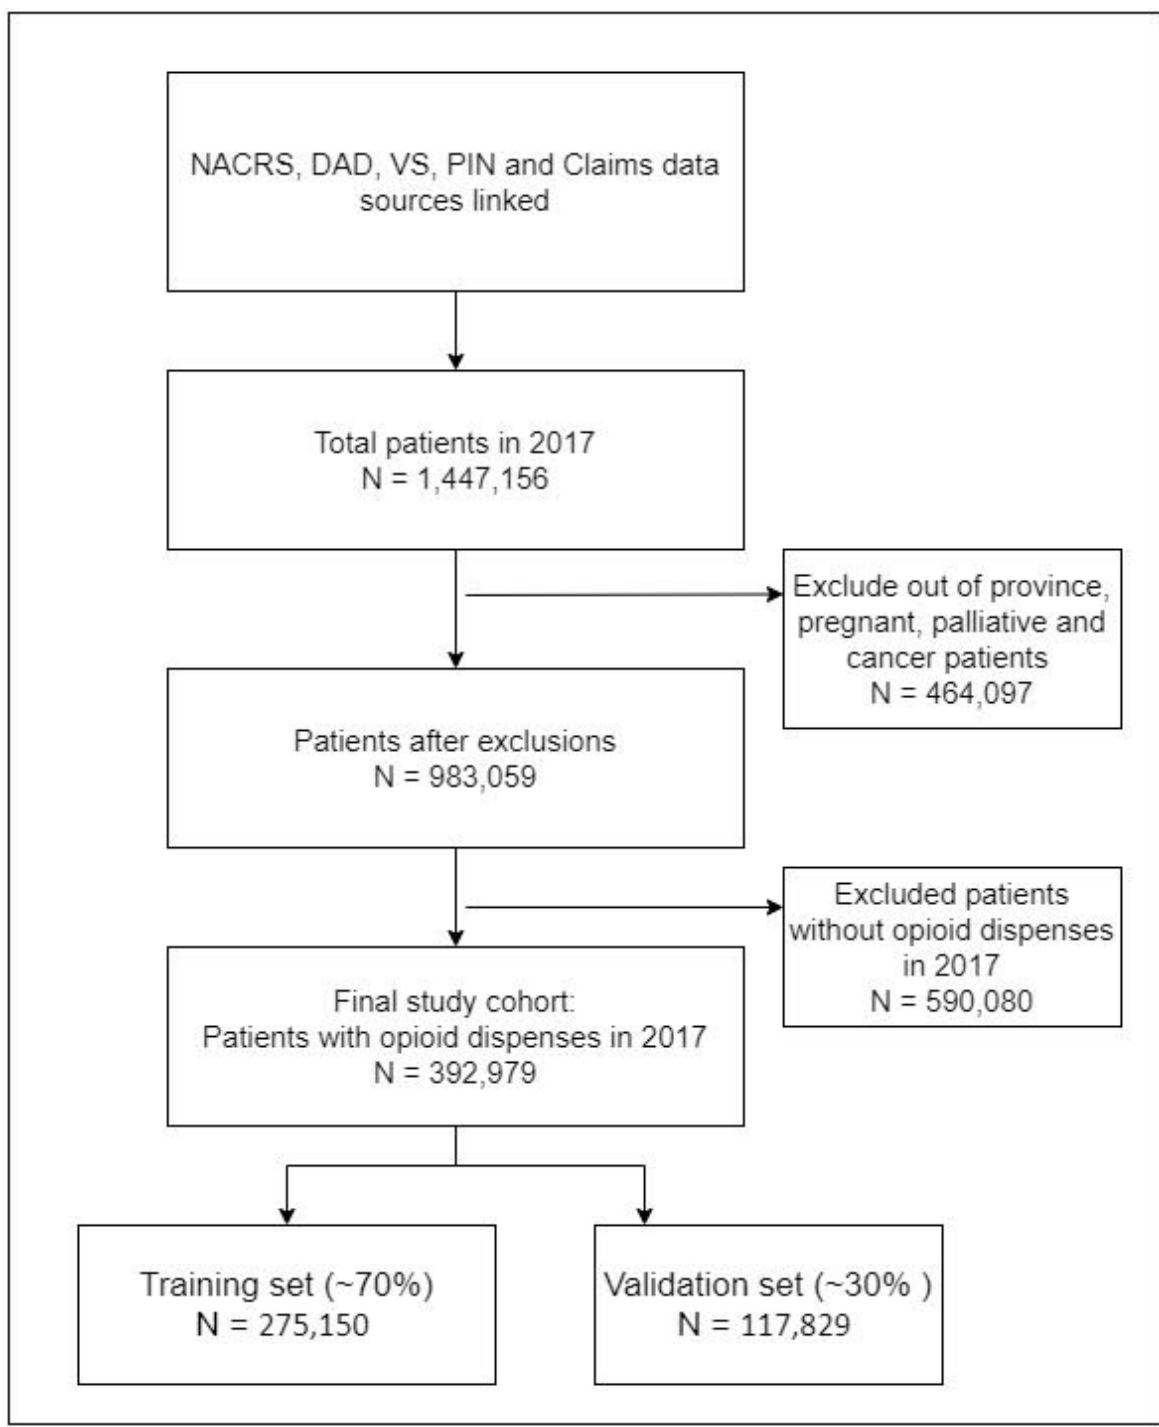 NACRS, DAD, VS, PIN and Claims data
sources linked
Total patients in 2017
N = 1,447,156
Exclude out of province,
pregnant, palliative and
cancer patients
N = 464,097
Patients after exclusions
N = 983,059
Excluded patients
without opioid dispenses
in 2017
N = 590,080
Final study cohort:
Patients with opioid dispenses in 2017
N = 392,979
Training set (~70%)
N = 275,150
Validation set (~30% )
N = 117,829